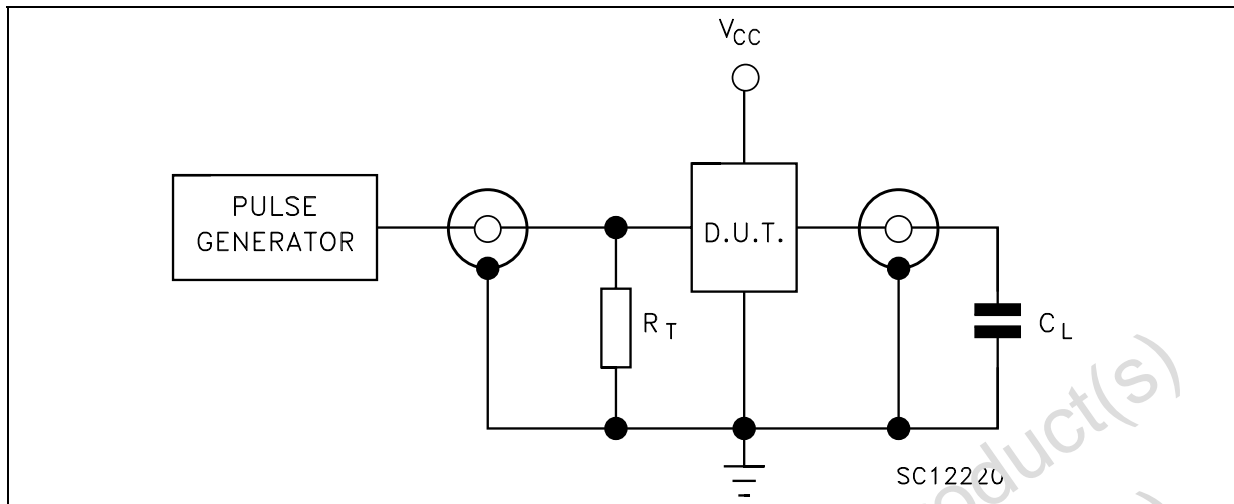 VCC
PULSE
GENERATOR
D.U.T.
RT
CL
SC12220